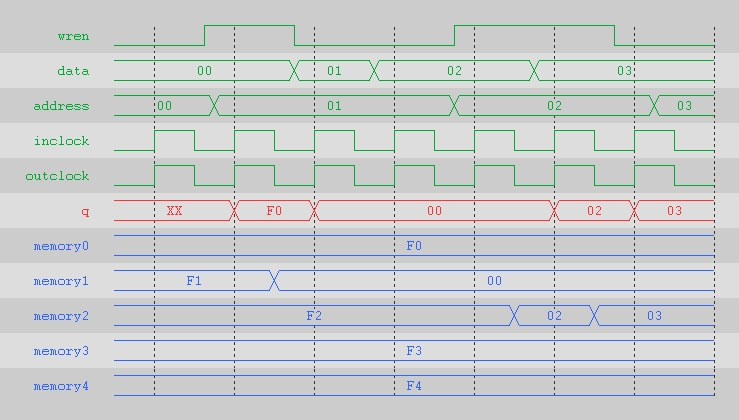 wren
data 00 01 02 03
address 00 01 02 03
inclock
outclock
q XX F0 00 02 03
memory0 F0
memory1 F1 00
memory2 F2 02 03
memory3 F3
memory4 F4